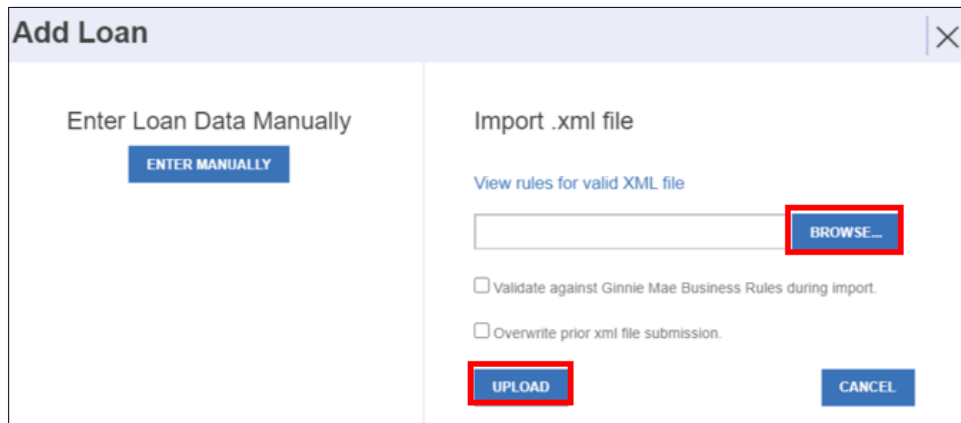 Add Loan
Enter Loan Data Manually
ENTER MANUALLY
Import .xml file
View rules for valid XML file
BROWSE...
Validate against Ginnie Mae Business Rules during import.
Overwrite prior xml file submission.
UPLOAD
CANCEL